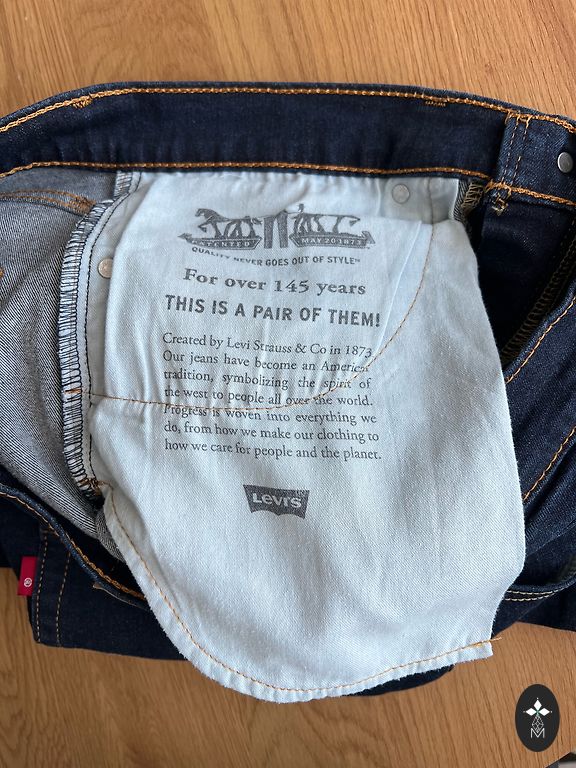 PATENTED MAY 20 1873
QUALITY NEVER GOES OUT OF STYLE™
For over 145 years
THIS IS A PAIR OF THEM!
Created by Levi Strauss & Co in 1873
Our jeans have become an American
tradition, symbolizing the spirit of
the west to people all over the world.
Progress is woven into everything we
do, from how we make our clothing to
how we care for people and the planet.
Levi's®
®
M